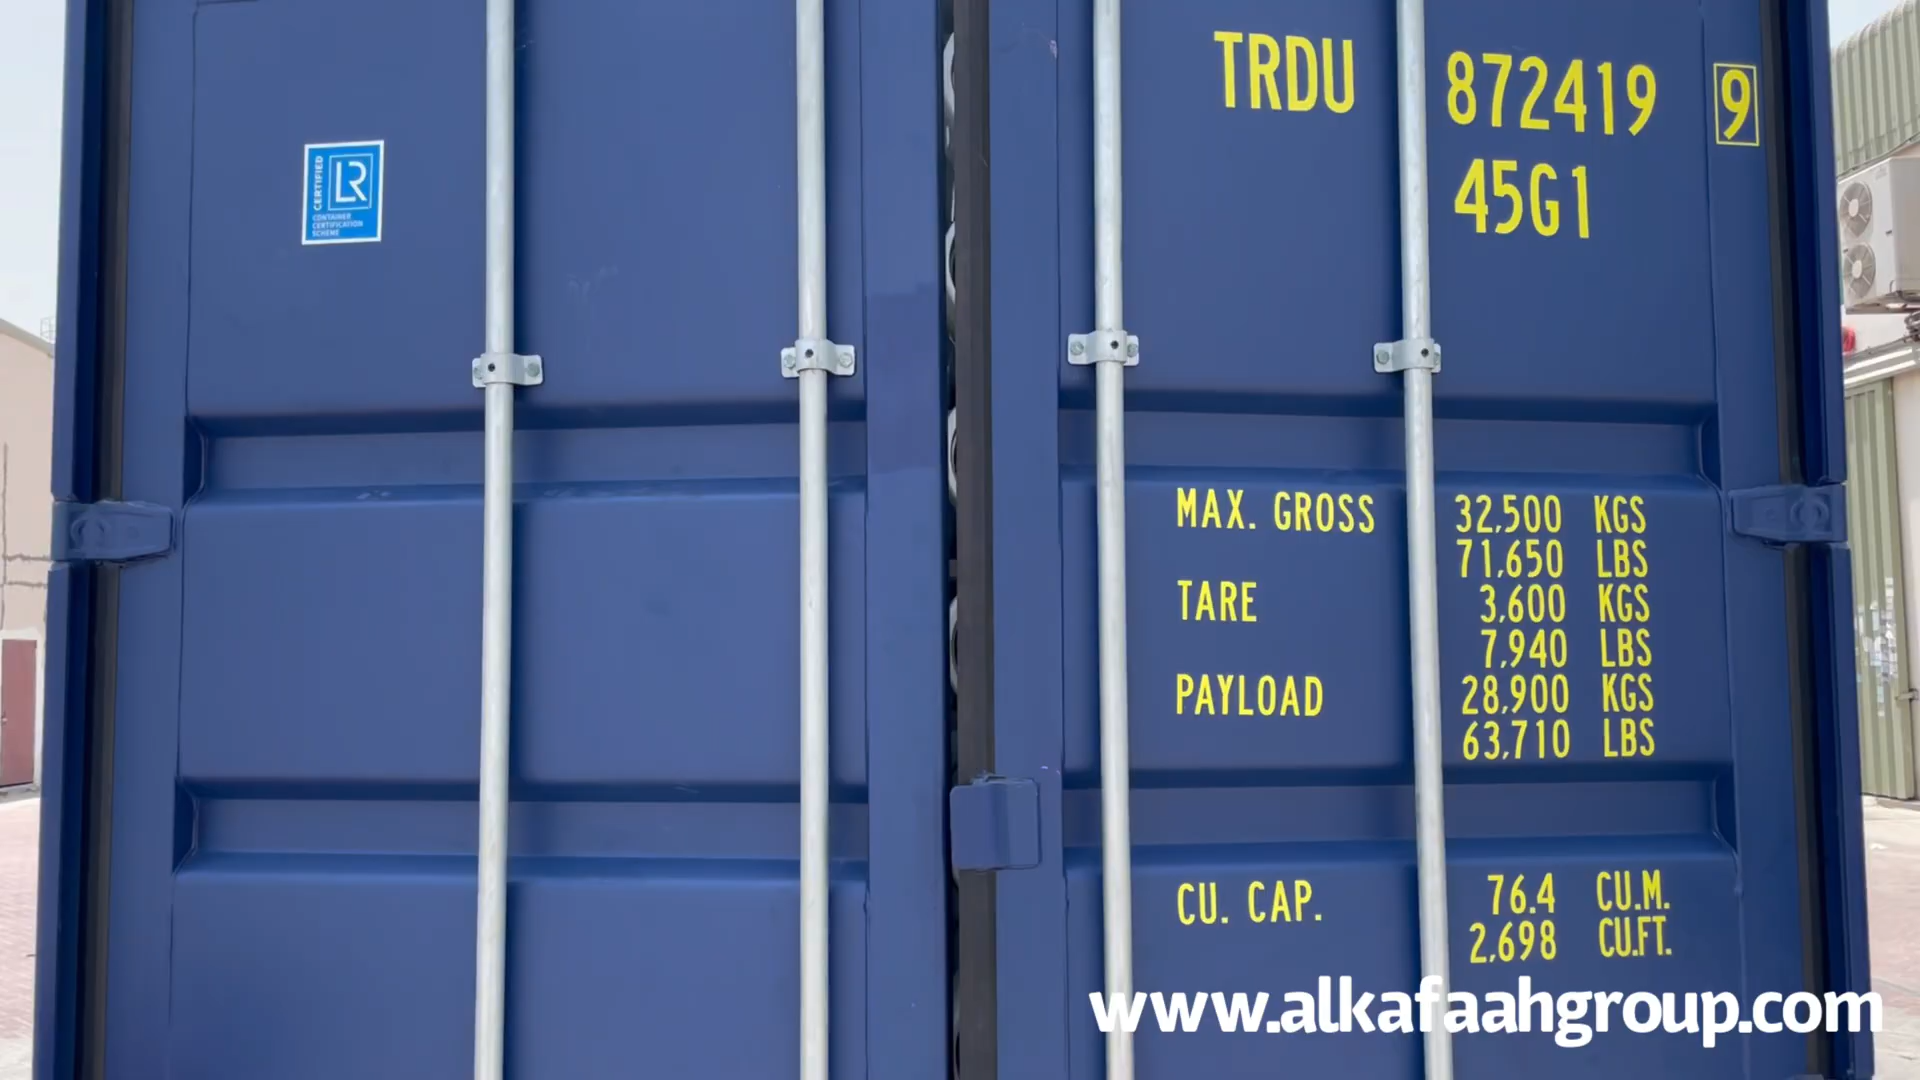 TRDU 872419 9
45G1
CERTIFIED
LR
CONTAINER
CERTIFICATION
SCHEME
MAX. GROSS 32,500 KGS
71,650 LBS
TARE 3,600 KGS
7,940 LBS
PAYLOAD 28,900 KGS
63,710 LBS
CU. CAP. 76.4 CU.M.
2,698 CU.FT.
www.alkafaahgroup.com